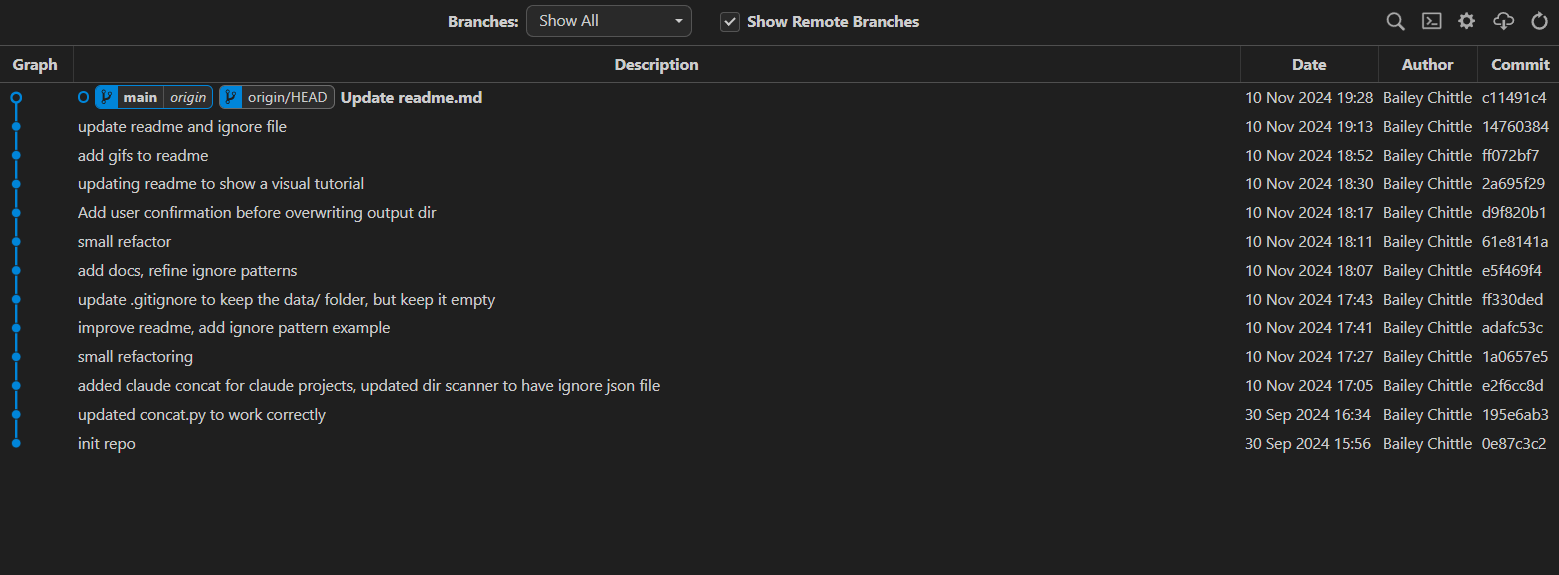 Branches: Show All Show Remote Branches
Graph Description Date Author Commit
main origin origin/HEAD Update readme.md 10 Nov 2024 19:28 Bailey Chittle c11491c4
update readme and ignore file 10 Nov 2024 19:13 Bailey Chittle 14760384
add gifs to readme 10 Nov 2024 18:52 Bailey Chittle ff072bf7
updating readme to show a visual tutorial 10 Nov 2024 18:30 Bailey Chittle 2a695f29
Add user confirmation before overwriting output dir 10 Nov 2024 18:17 Bailey Chittle d9f820b1
small refactor 10 Nov 2024 18:11 Bailey Chittle 61e8141a
add docs, refine ignore patterns 10 Nov 2024 18:07 Bailey Chittle e5f469f4
update .gitignore to keep the data/ folder, but keep it empty 10 Nov 2024 17:43 Bailey Chittle ff330ded
improve readme, add ignore pattern example 10 Nov 2024 17:41 Bailey Chittle adafc53c
small refactoring 10 Nov 2024 17:27 Bailey Chittle 1a0657e5
added claude concat for claude projects, updated dir scanner to have ignore json file 10 Nov 2024 17:05 Bailey Chittle e2f6cc8d
updated concat.py to work correctly 30 Sep 2024 16:34 Bailey Chittle 195e6ab3
init repo 30 Sep 2024 15:56 Bailey Chittle 0e87c3c2